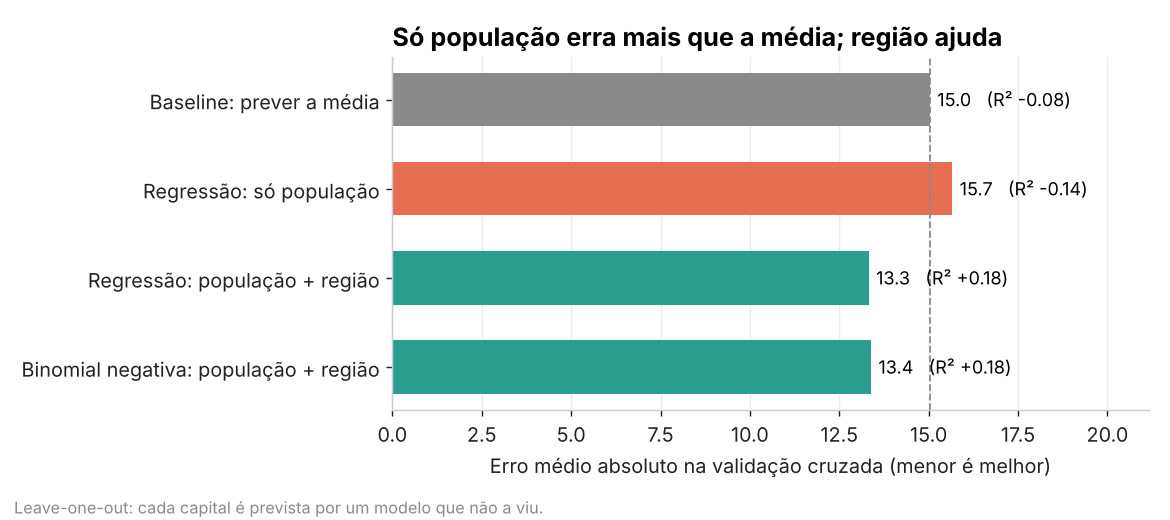 Só população erra mais que a média; região ajuda
Baseline: prever a média
15.0 (R² -0.08)
Regressão: só população
15.7 (R² -0.14)
Regressão: população + região
13.3 (R² +0.18)
Binomial negativa: população + região
13.4 (R² +0.18)
0.0 2.5 5.0 7.5 10.0 12.5 15.0 17.5 20.0
Erro médio absoluto na validação cruzada (menor é melhor)
Leave-one-out: cada capital é prevista por um modelo que não a viu.